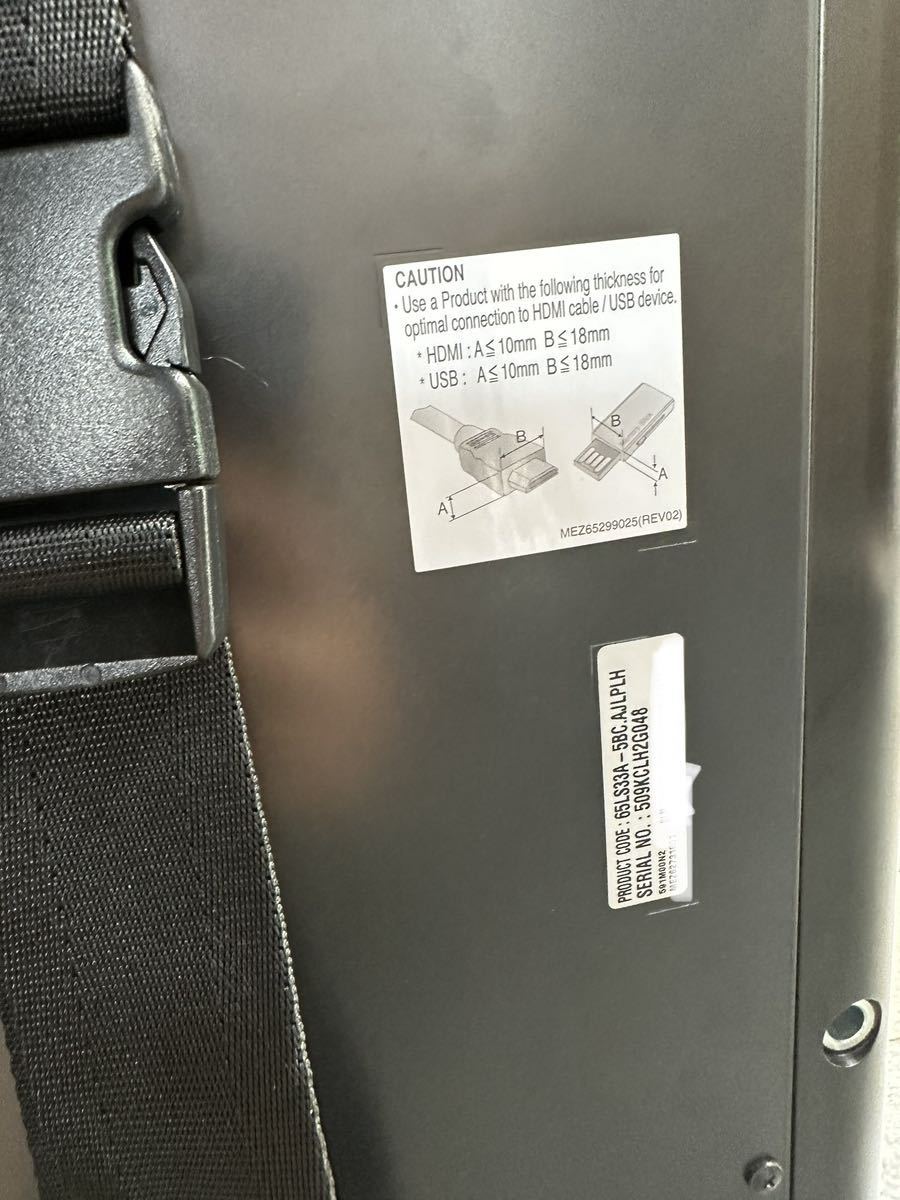 CAUTION
• Use a Product with the following thickness for
optimal connection to HDMI cable / USB device.
* HDMI : A≦10mm B≦18mm
* USB : A≦10mm B≦18mm
B
A
B
A
MEZ65299025(REV02)
PRODUCT CODE : 65LS33A-5BC.AJLPLH
SERIAL NO. : 509KCLH2G048
591M00N2